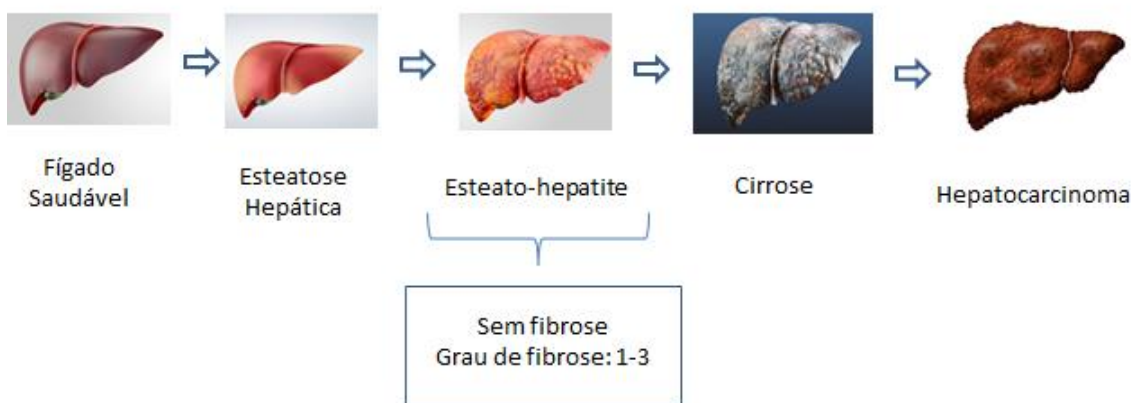 Fígado
Saudável
Esteatose
Hepática
Esteato-hepatite
Cirrose
Hepatocarcinoma
Sem fibrose
Grau de fibrose: 1-3